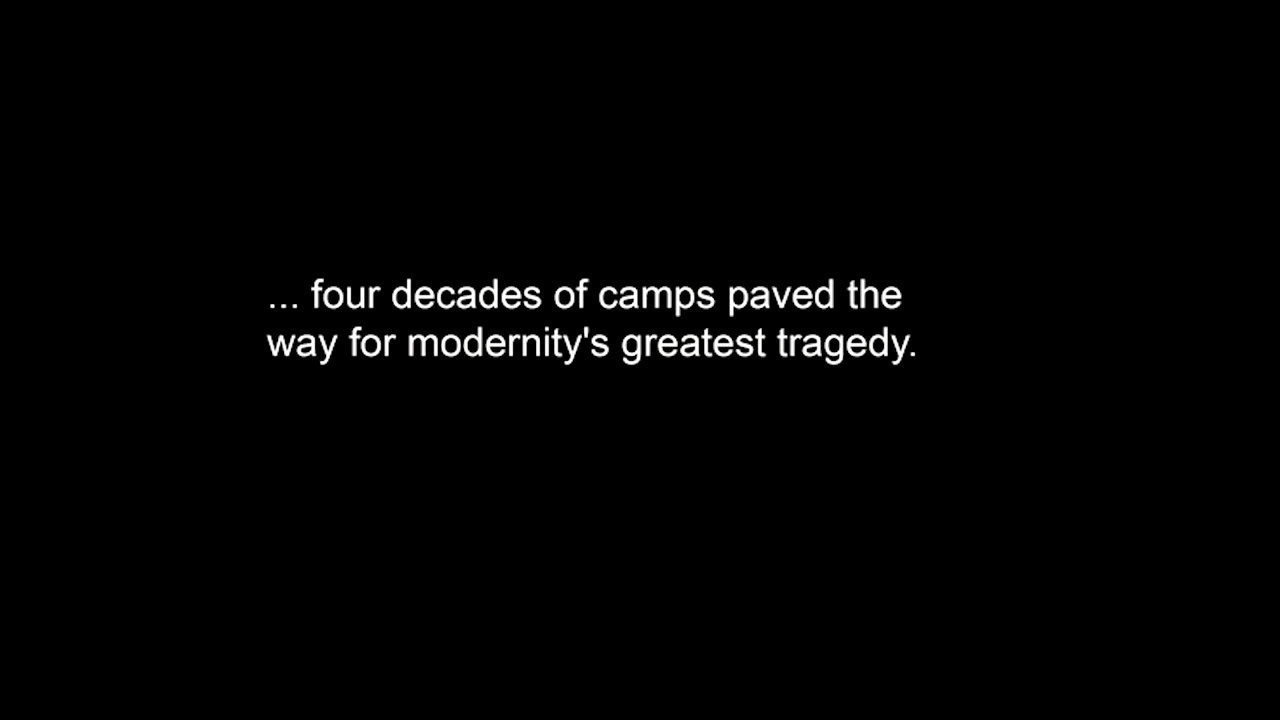 ... four decades of camps paved the
way for modernity's greatest tragedy.